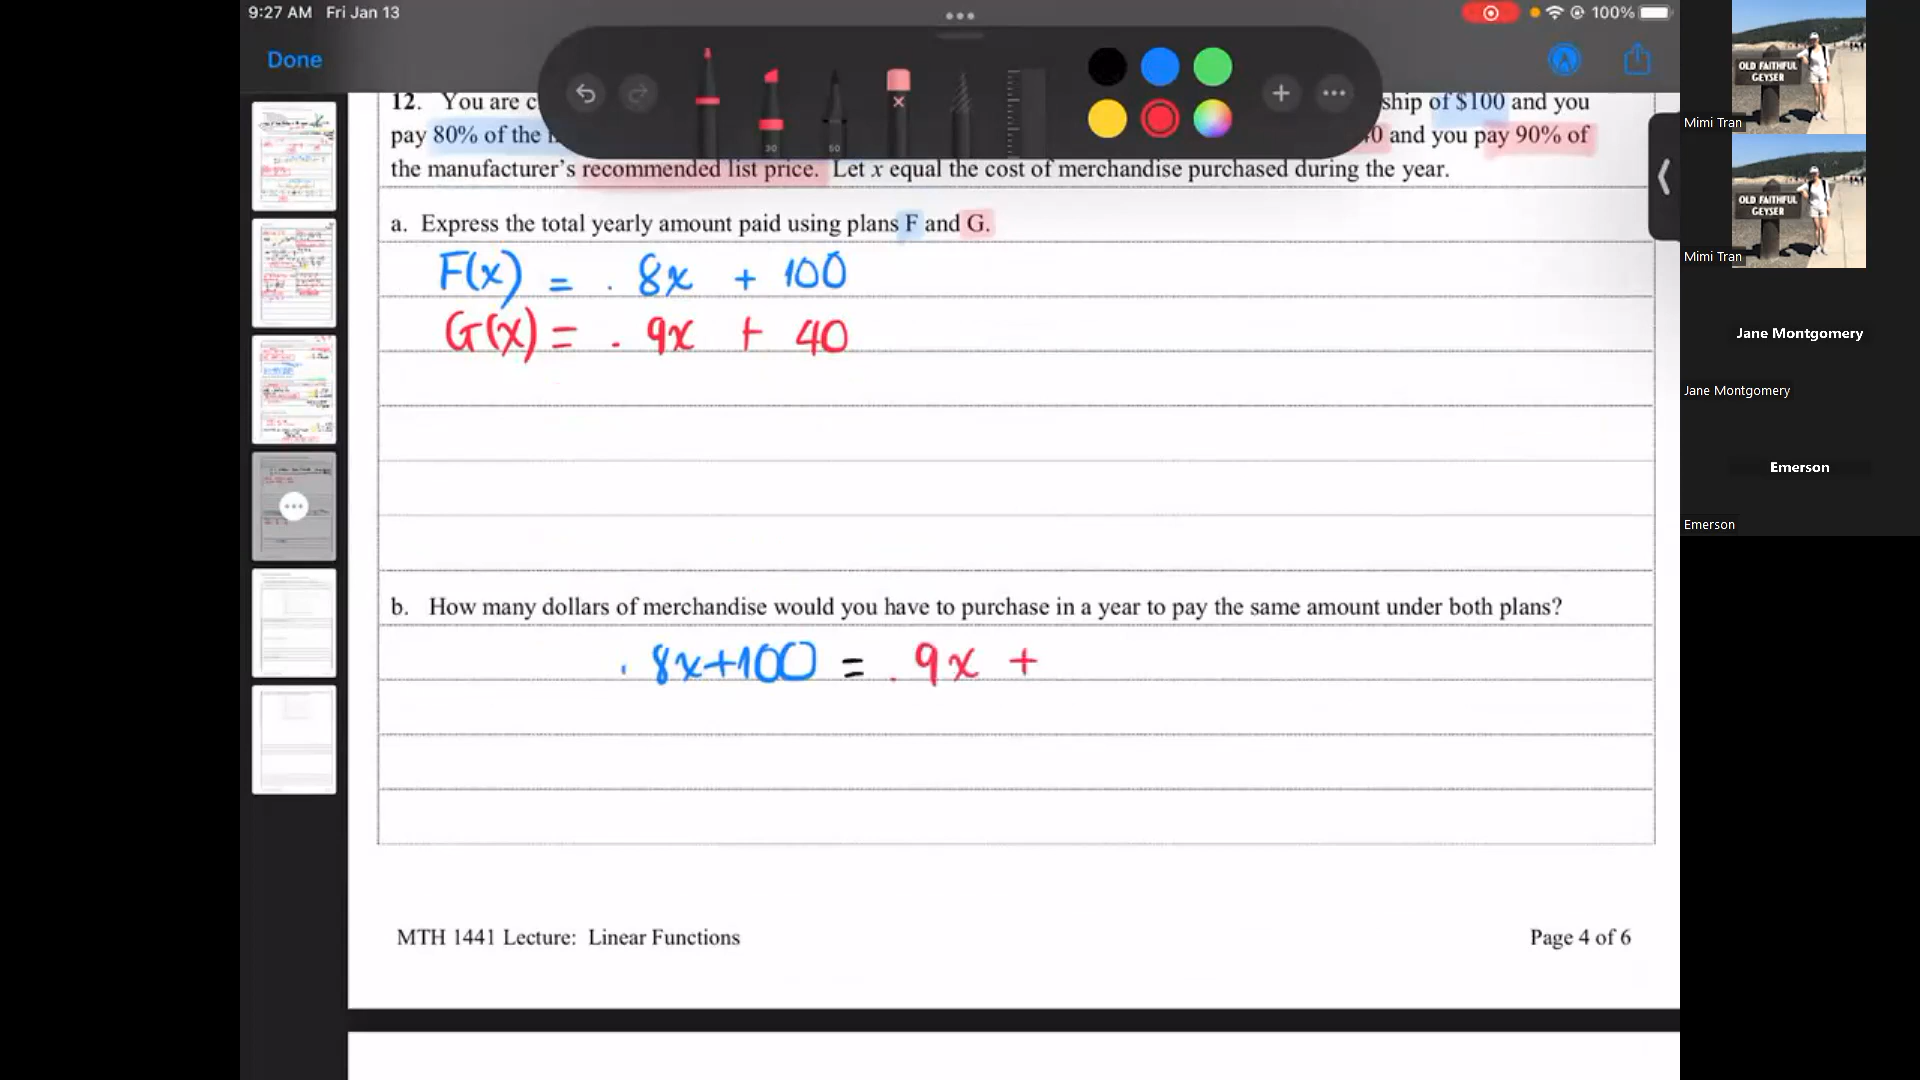 9:27 AM Fri Jan 13
100%
Done
30
50
12. You are c
ship of $100 and you
pay 80% of the
0 and you pay 90% of
the manufacturer's recommended list price. Let x equal the cost of merchandise purchased during the year.
a. Express the total yearly amount paid using plans F and G.
F(x) = .8x + 100
G(x) = .9x + 40
b. How many dollars of merchandise would you have to purchase in a year to pay the same amount under both plans?
.8x+100 = .9x +
MTH 1441 Lecture: Linear Functions
Page 4 of 6
OLD FAITHFUL
GEYSER
Mimi Tran
OLD FAITHFUL
GEYSER
Mimi Tran
Jane Montgomery
Jane Montgomery
Emerson
Emerson